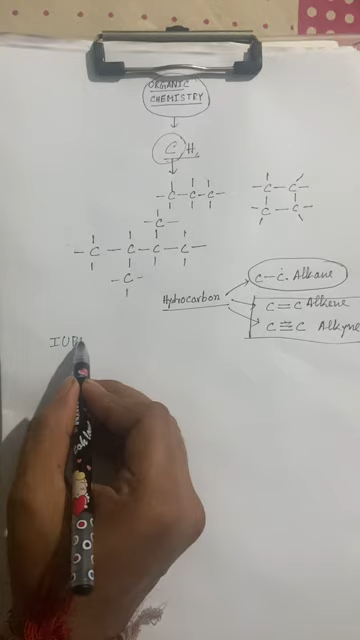 ORGANIC
CHEMISTRY
C H,
- C - C - C -
- C -
- C - C - C - C -
- C -
- C - C -
- C - C -
Hydrocarbon
C - C. Alkane
C = C Alkene
C ≡ C Alkyne
IUP